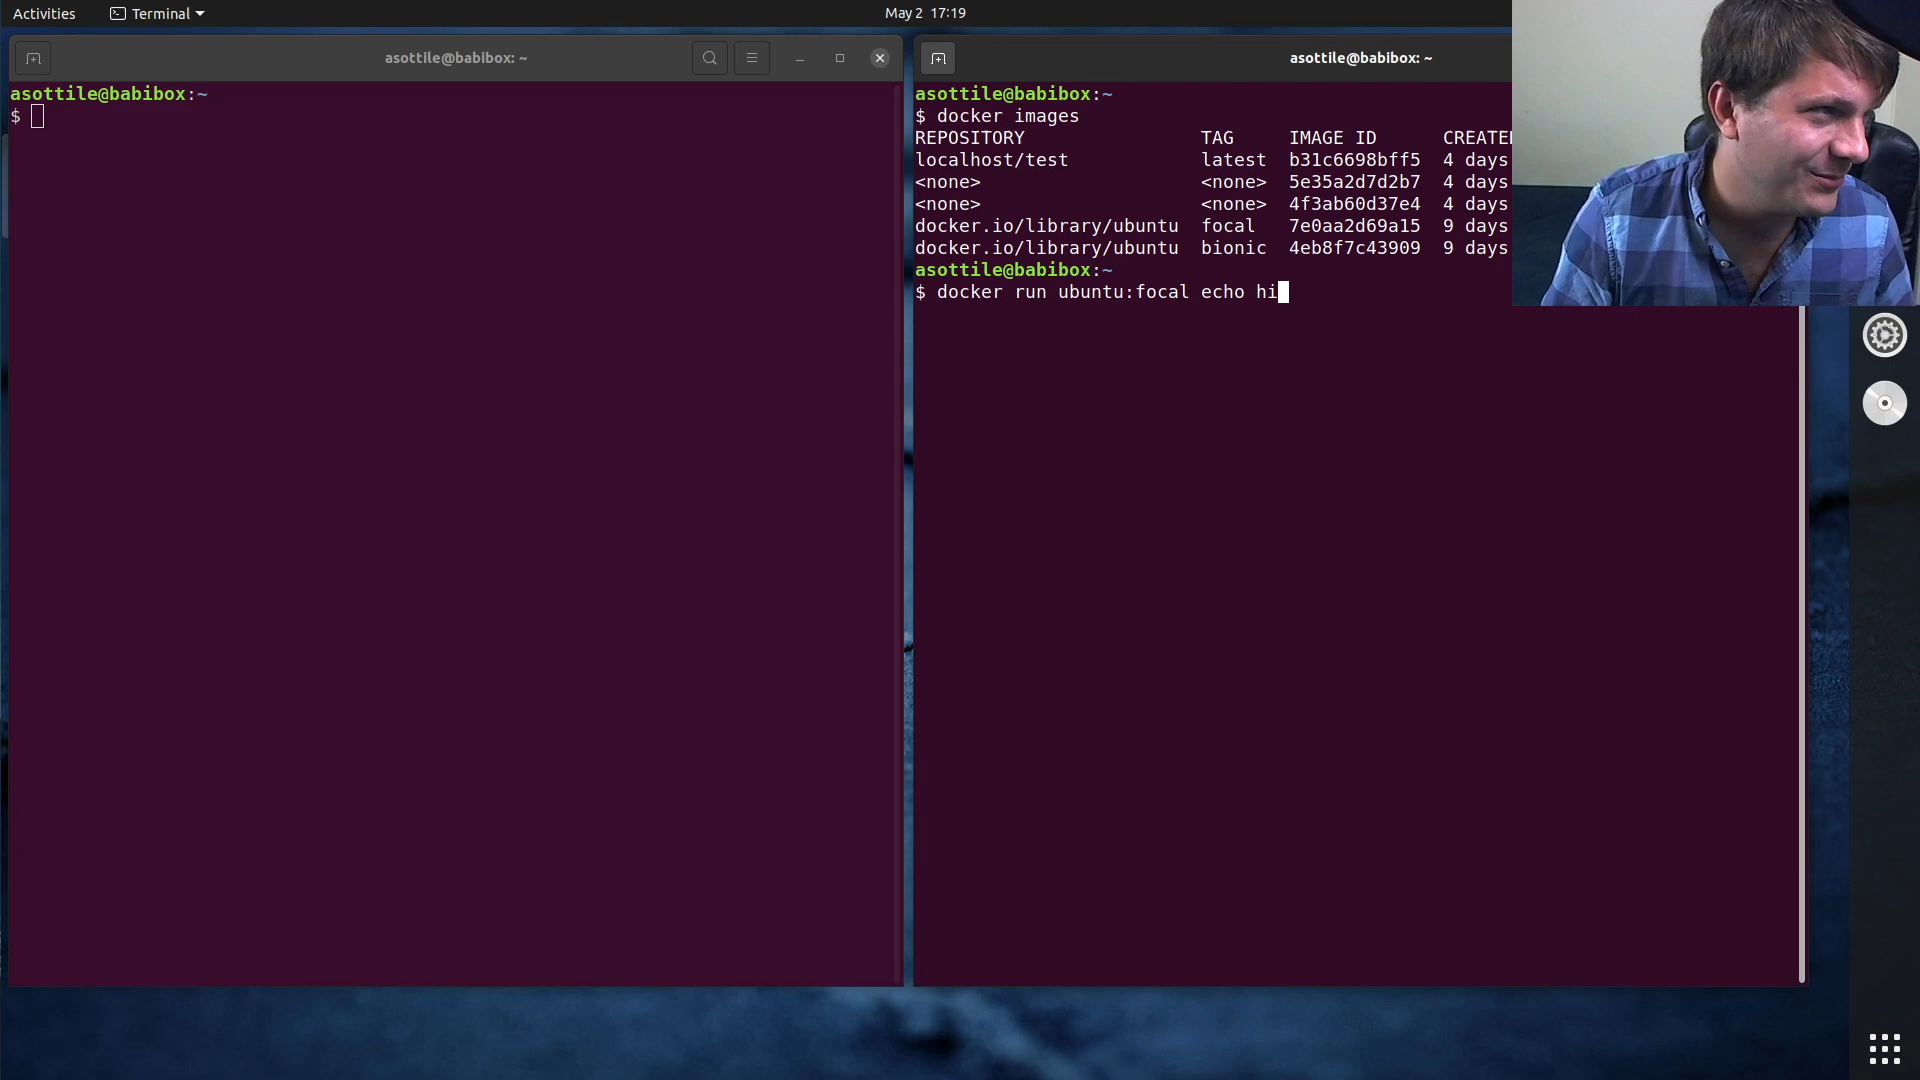 Activities
Terminal
May 2 17:19
asottile@babibox: ~
asottile@babibox:~
$
asottile@babibox: ~
asottile@babibox:~
$ docker images
REPOSITORY TAG IMAGE ID CREATED
localhost/test latest b31c6698bff5 4 days
<none> <none> 5e35a2d7d2b7 4 days
<none> <none> 4f3ab60d37e4 4 days
docker.io/library/ubuntu focal 7e0aa2d69a15 9 days
docker.io/library/ubuntu bionic 4eb8f7c43909 9 days
asottile@babibox:~
$ docker run ubuntu:focal echo hi